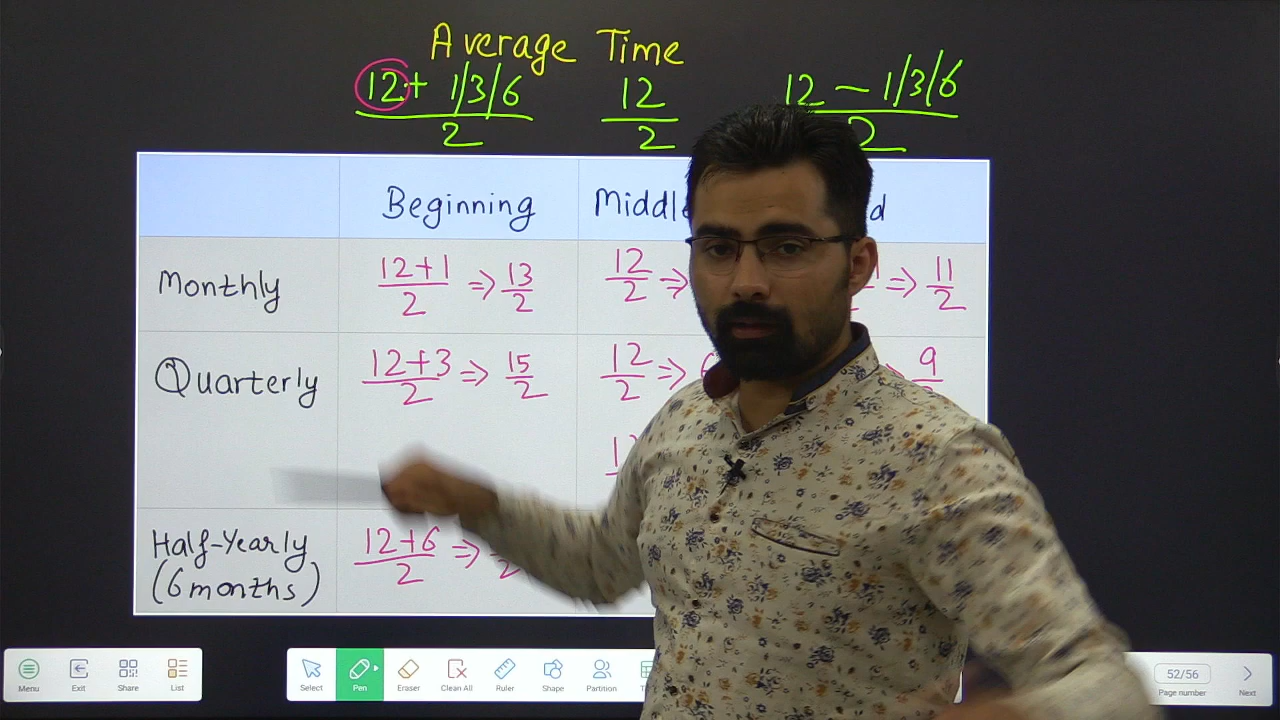 Average Time
12 + 1/3/6 / 2
12 / 2
12 - 1/3/6 / 2
Beginning
Monthly
12+1 / 2 => 13 / 2
12 / 2 =>
=> 11 / 2
Quarterly
12+3 / 2 => 15 / 2
12 / 2 =>
9
Half-Yearly
(6 months)
12+6 / 2 =>
Menu
Exit
Share
List
Select
Pen
Eraser
Clean All
Ruler
Shape
Partition
52/56
Page number
Next